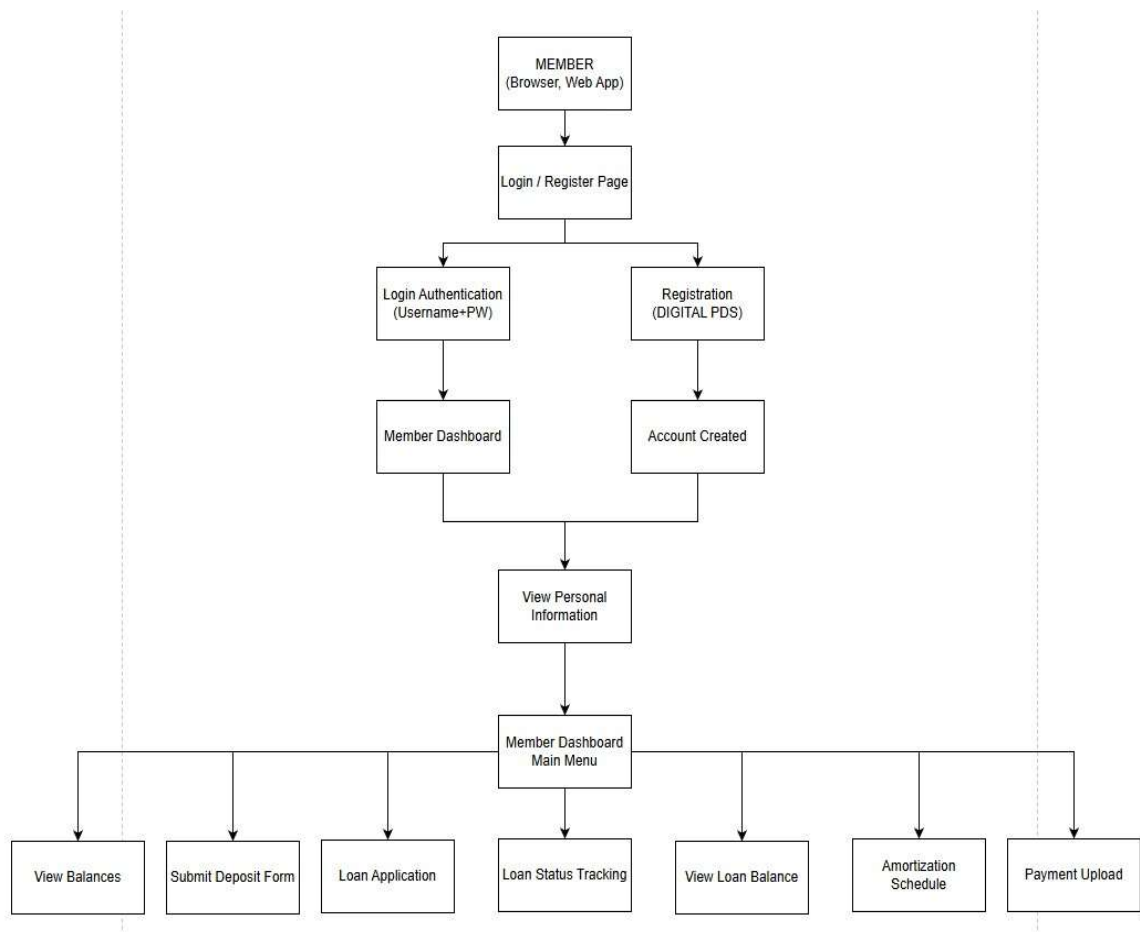 MEMBER
(Browser, Web App)
Login / Register Page
Login Authentication
(Username+PW)
Registration
(DIGITAL PDS)
Member Dashboard
Account Created
View Personal
Information
Member Dashboard
Main Menu
View Balances
Submit Deposit Form
Loan Application
Loan Status Tracking
View Loan Balance
Amortization
Schedule
Payment Upload